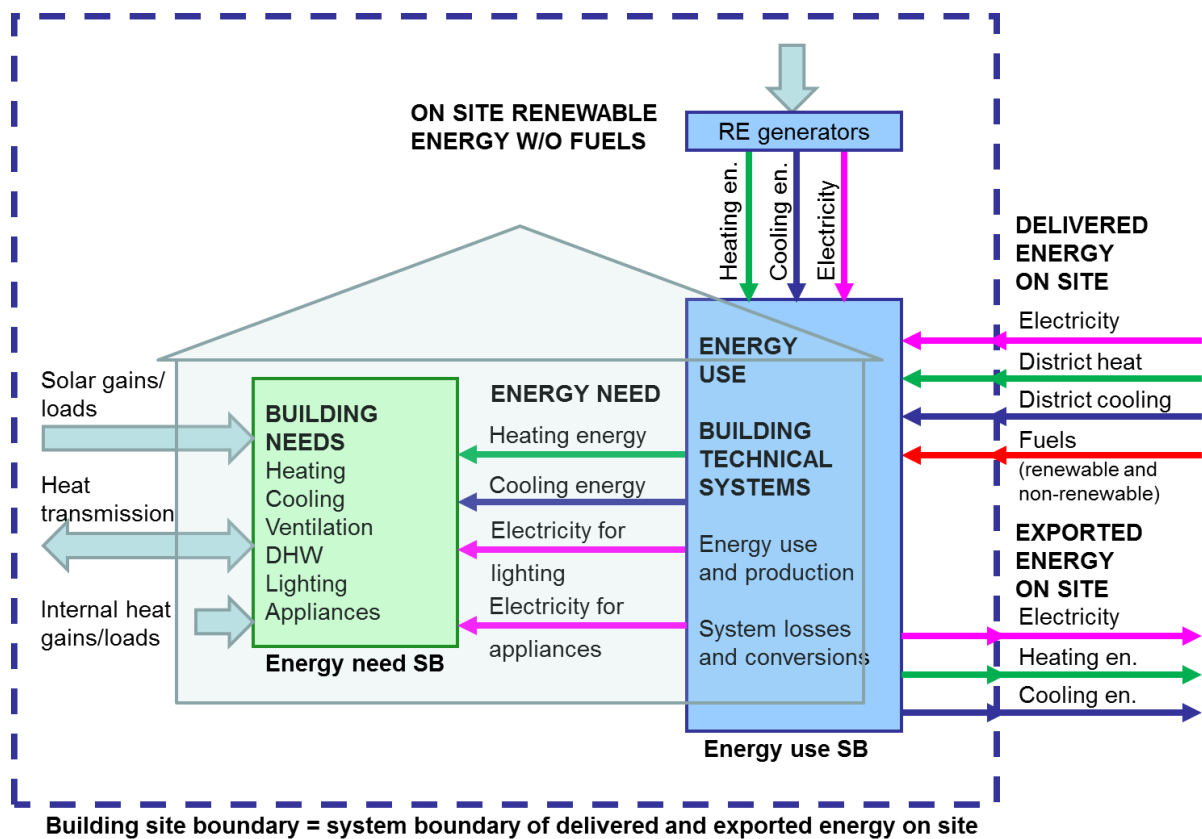 ON SITE RENEWABLE
ENERGY W/O FUELS
RE generators
Heating en.
Cooling en.
Electricity
DELIVERED
ENERGY
ON SITE
Electricity
District heat
District cooling
Fuels
(renewable and
non-renewable)
EXPORTED
ENERGY
ON SITE
Electricity
Heating en.
Cooling en.
Solar gains/
loads
Heat
transmission
Internal heat
gains/loads
BUILDING
NEEDS
Heating
Cooling
Ventilation
DHW
Lighting
Appliances
Energy need SB
ENERGY NEED
Heating energy
Cooling energy
Electricity for
lighting
Electricity for
appliances
ENERGY
USE
BUILDING
TECHNICAL
SYSTEMS
Energy use
and production
System losses
and conversions
Energy use SB
Building site boundary = system boundary of delivered and exported energy on site